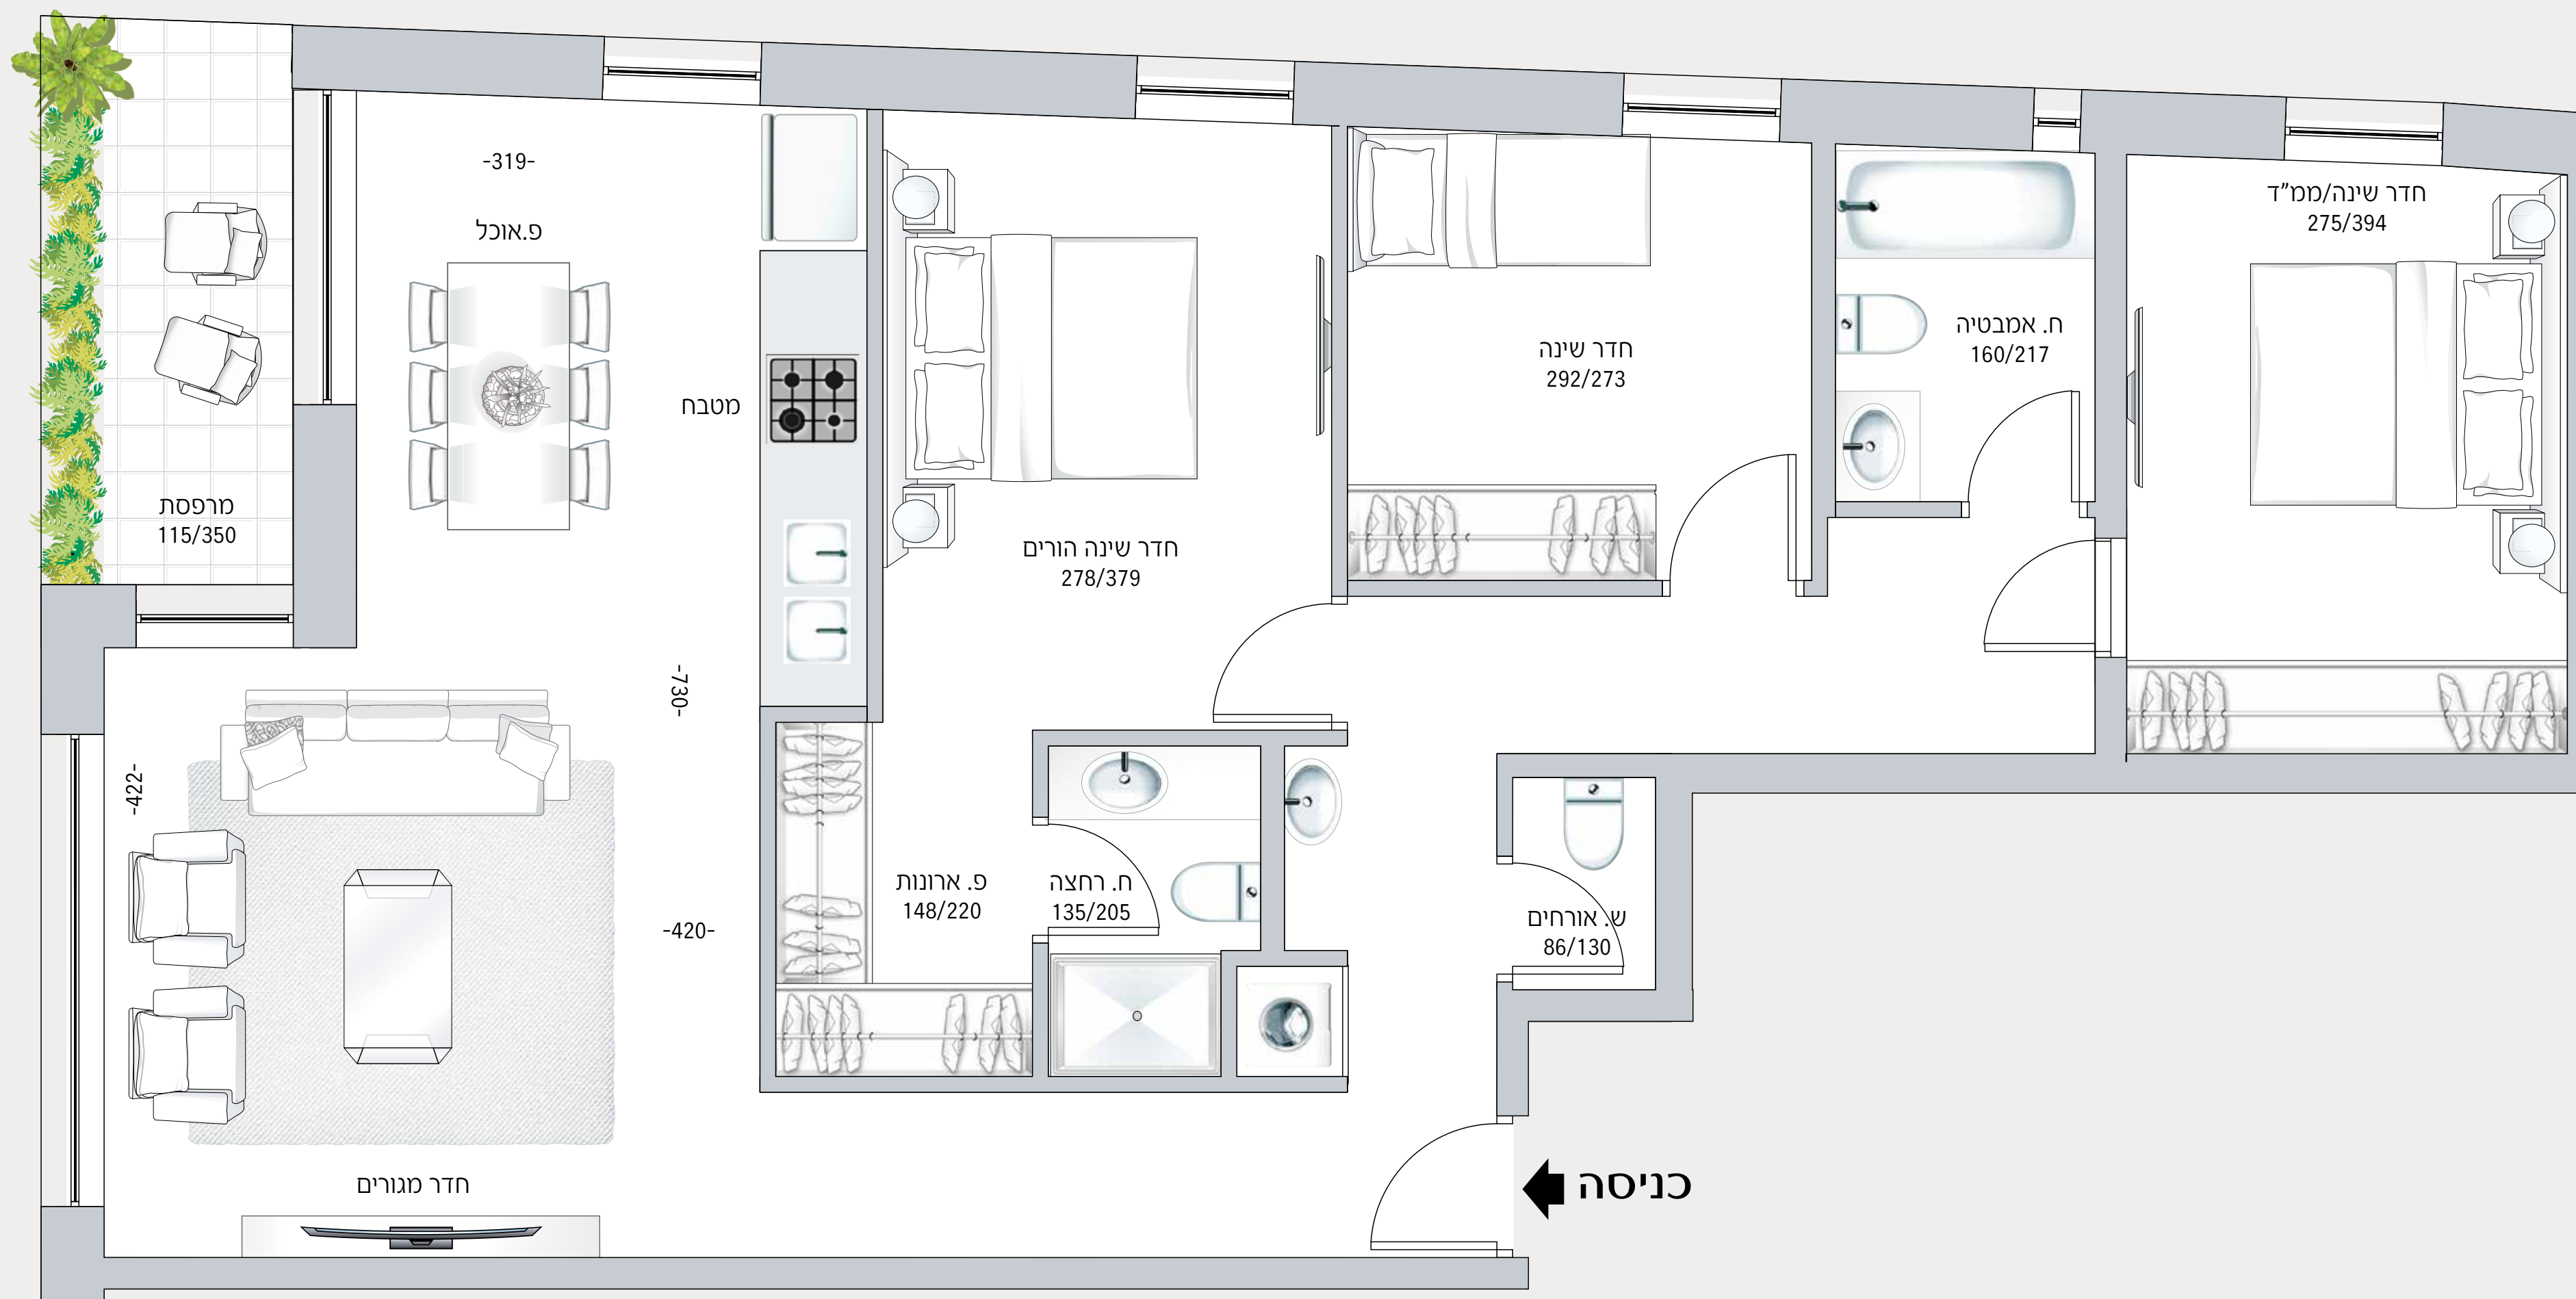 חדר שינה/ממ"ד
275/394
ח. אמבטיה
160/217
חדר שינה
292/273
חדר שינה הורים
278/379
-319-
פ.אוכל
מטבח
מרפסת
115/350
-730-
-422-
-420-
פ. ארונות
148/220
ח. רחצה
135/205
ש. אורחים
86/130
חדר מגורים
כניסה